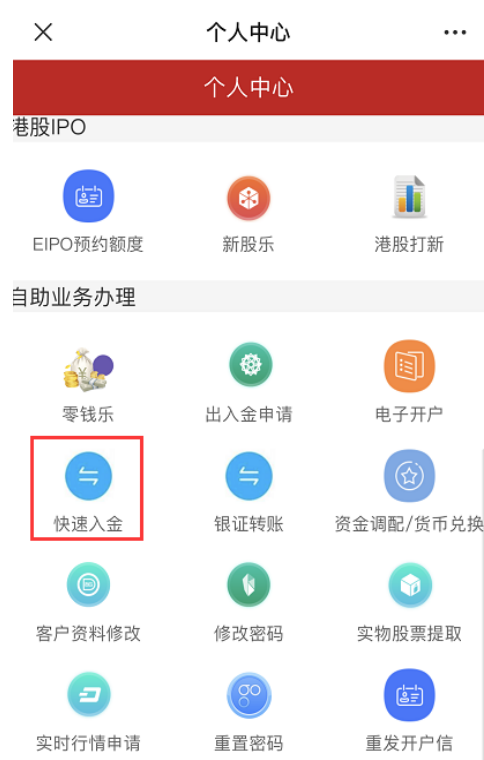 个人中心
个人中心
港股IPO
EIPO预约额度
新股乐
港股打新
自助业务办理
零钱乐
出入金申请
电子开户
快速入金
银证转账
资金调配/货币兑换
客户资料修改
修改密码
实物股票提取
实时行情申请
重置密码
重发开户信